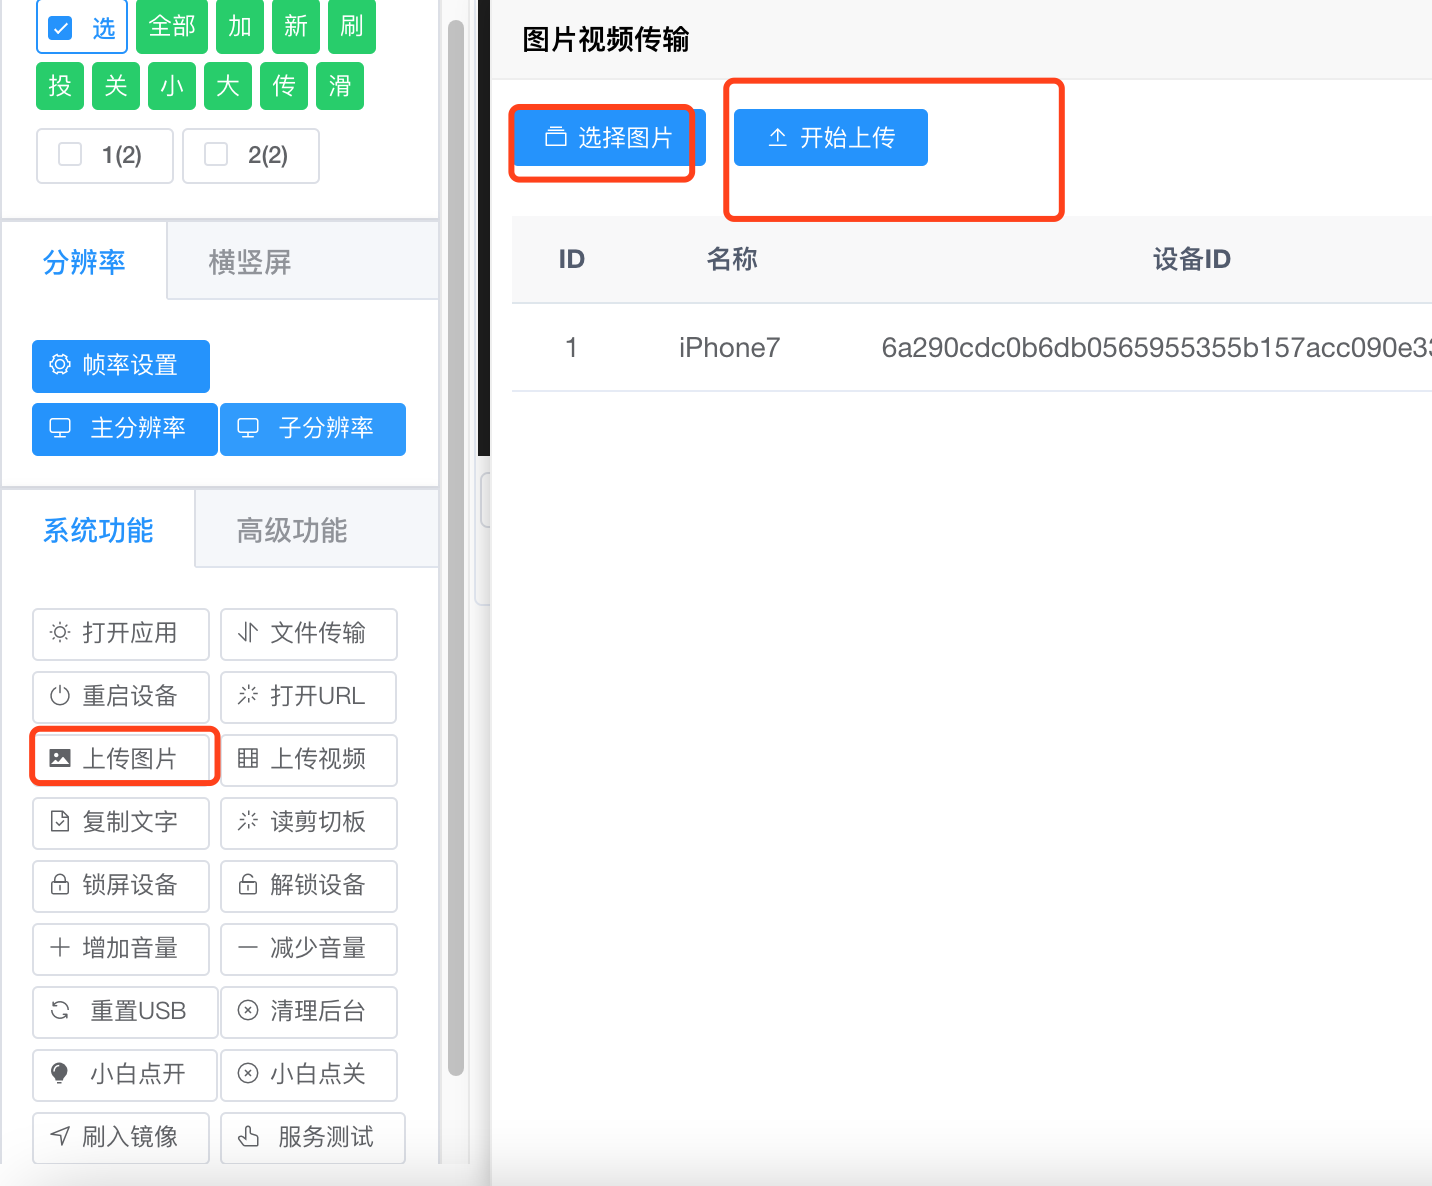 选 全部 加 新 刷
投 关 小 大 传 滑
1(2) 2(2)
分辨率 横竖屏
帧率设置
主分辨率 子分辨率
系统功能 高级功能
打开应用 文件传输
重启设备 打开URL
上传图片 上传视频
复制文字 读剪切板
锁屏设备 解锁设备
增加音量 减少音量
重置USB 清理后台
小白点开 小白点关
刷入镜像 服务测试
图片视频传输
选择图片 开始上传
ID 名称 设备ID
1 iPhone7 6a290cdc0b6db0565955355b157acc090e33